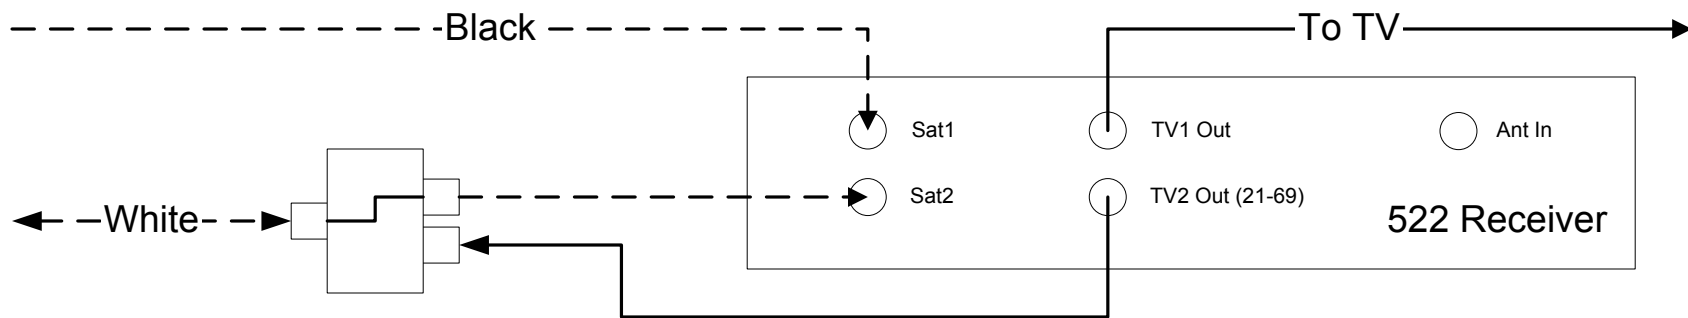 Black
To TV
Sat1
TV1 Out
Ant In
Sat2
TV2 Out (21-69)
White
522 Receiver